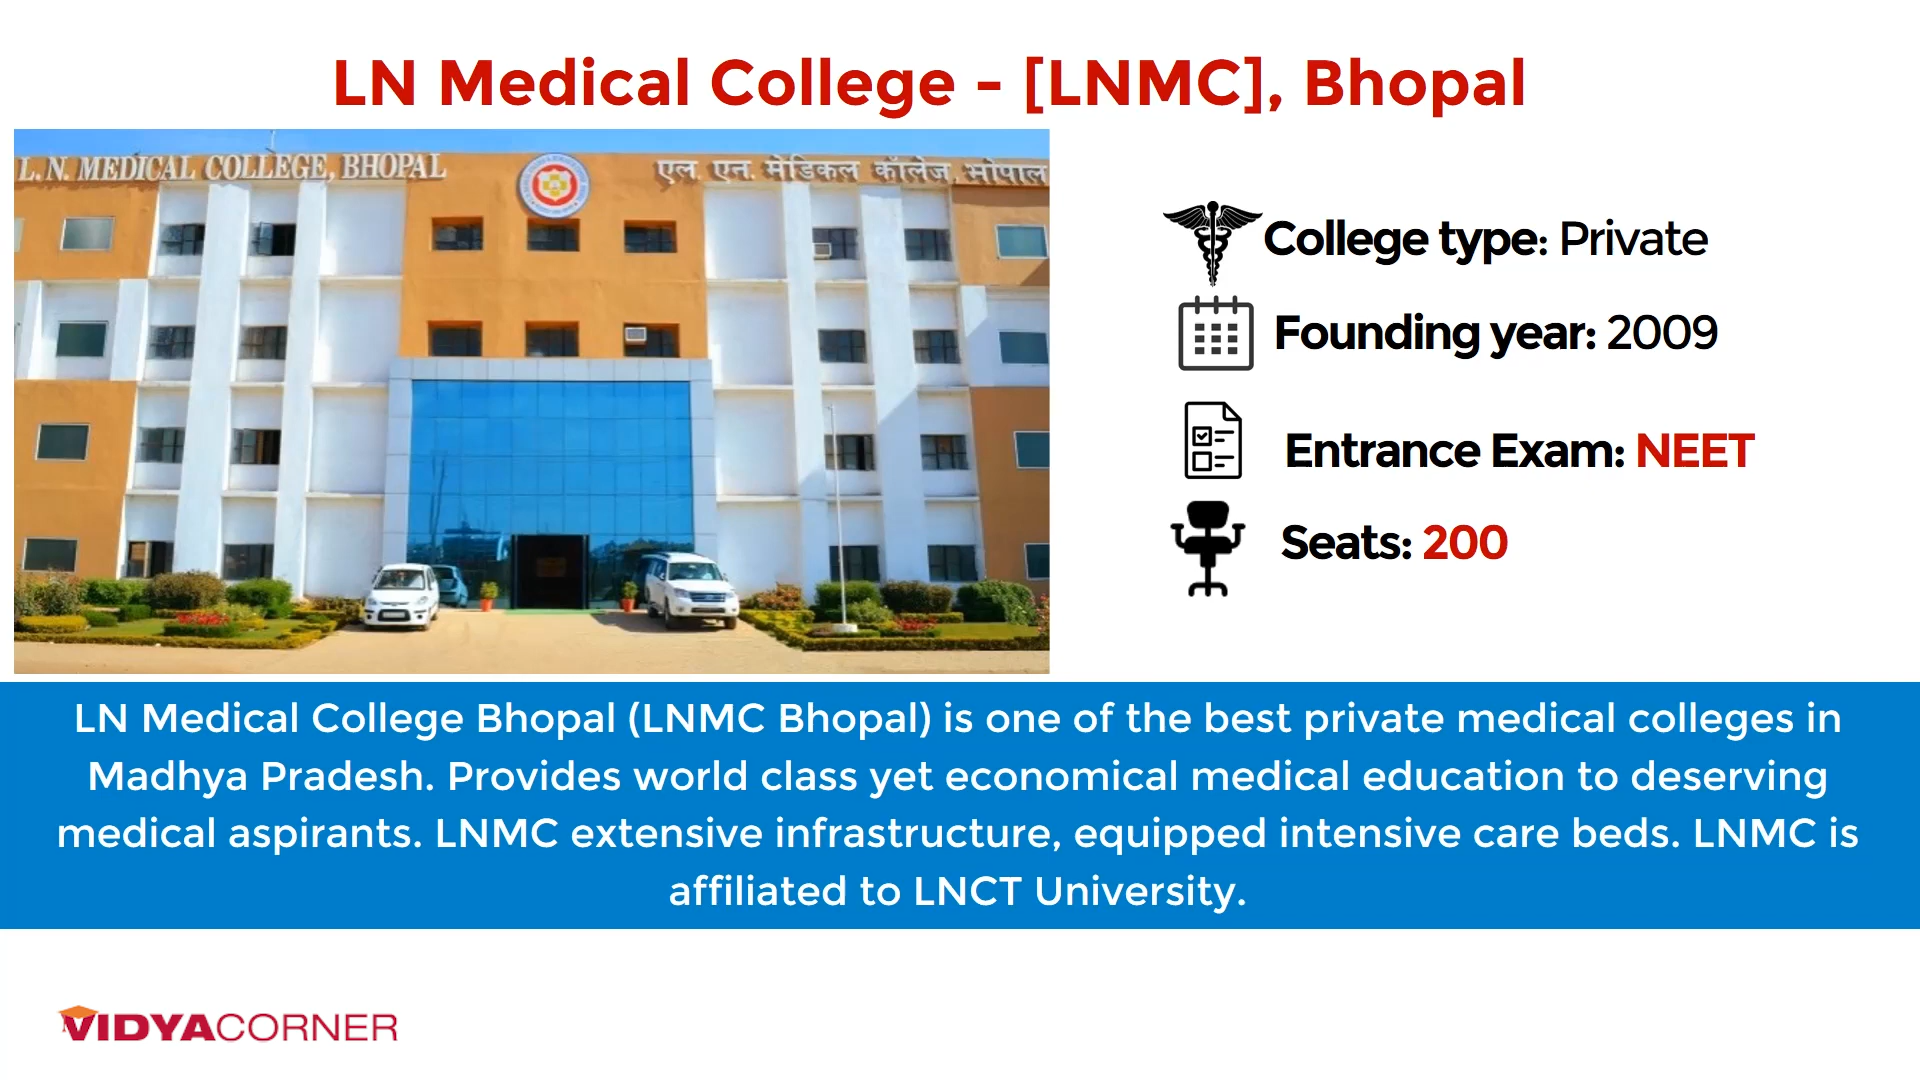 LN Medical College - [LNMC], Bhopal
L. N. MEDICAL COLLEGE, BHOPAL
एल. एन. मेडिकल कॉलेज, भोपाल
College type: Private
Founding year: 2009
Entrance Exam: NEET
Seats: 200
LN Medical College Bhopal (LNMC Bhopal) is one of the best private medical colleges in
Madhya Pradesh. Provides world class yet economical medical education to deserving
medical aspirants. LNMC extensive infrastructure, equipped intensive care beds. LNMC is
affiliated to LNCT University.
VIDYACORNER